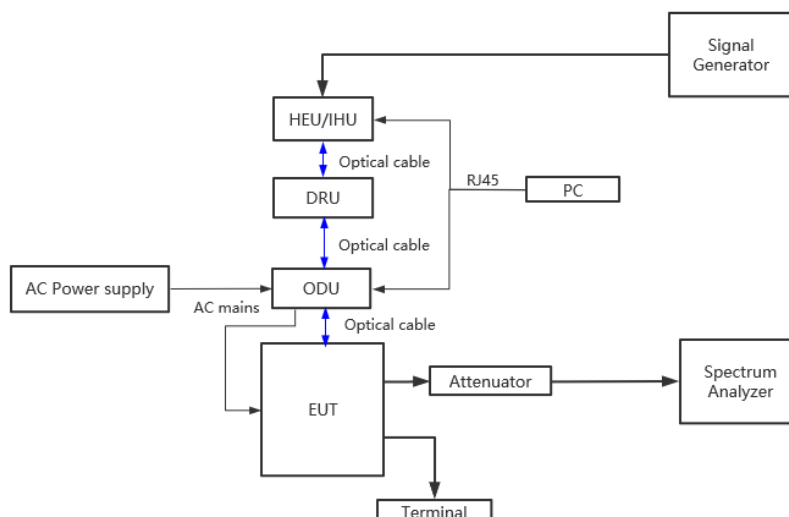 Signal
Generator
HEU/IHU
Optical cable
RJ45
PC
DRU
Optical cable
AC Power supply
ODU
AC mains
Optical cable
EUT
Attenuator
Spectrum
Analyzer
Terminal